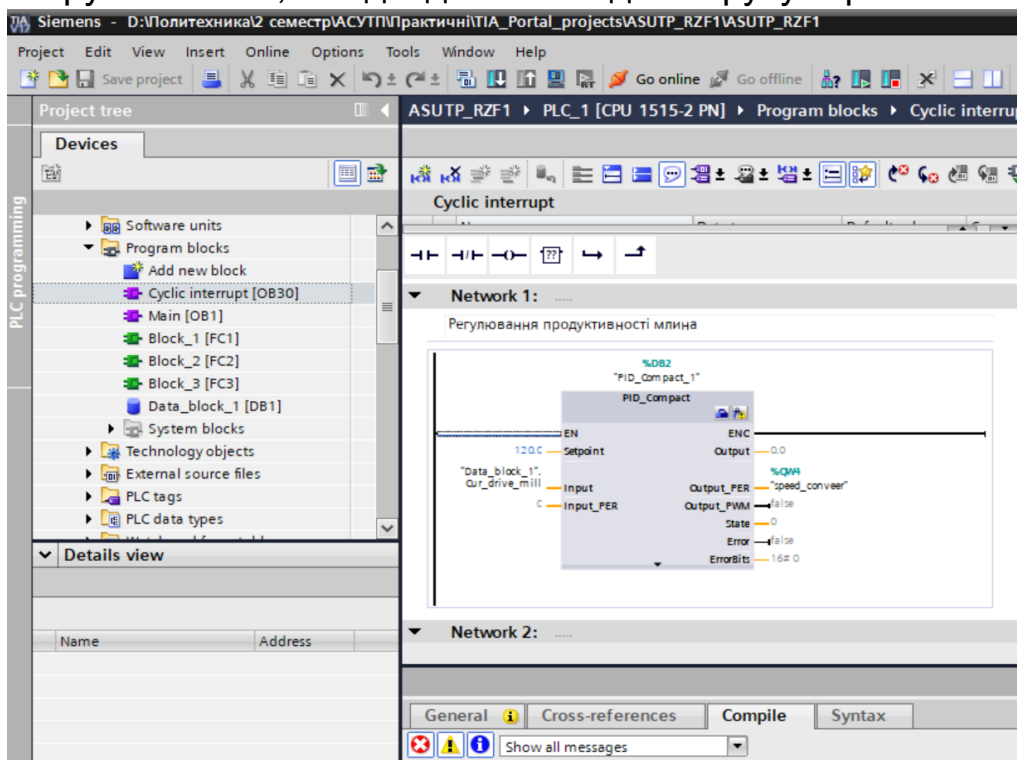 Siemens - D:\Политехника\2 семестр\АСУТП\Практичні\TIA_Portal_projects\ASUTP_RZF1\ASUTP_RZF1
Project Edit View Insert Online Options Tools Window Help
Save project Go online Go offline
Project tree
ASUTP_RZF1 PLC_1 [CPU 1515-2 PN] Program blocks Cyclic interru
Devices
PLC programming
Cyclic interrupt
Software units
Program blocks
Add new block
Cyclic interrupt [OB30]
Main [OB1]
Block_1 [FC1]
Block_2 [FC2]
Block_3 [FC3]
Data_block_1 [DB1]
System blocks
Technology objects
External source files
PLC tags
PLC data types
Details view
Name Address
??
Network 1: .....
Регулювання продуктивності млина
%DB2
"PID_Compact_1"
PID_Compact
EN ENO
120.0 Setpoint Output 0.0
"Data_block_1".
Cur_drive_mill Input
%QW4
Output_PER "speed_conveer"
0 Input_PER Output_PWM false
State 0
Error false
ErrorBits 16#0
Network 2: .....
General Cross-references Compile Syntax
Show all messages